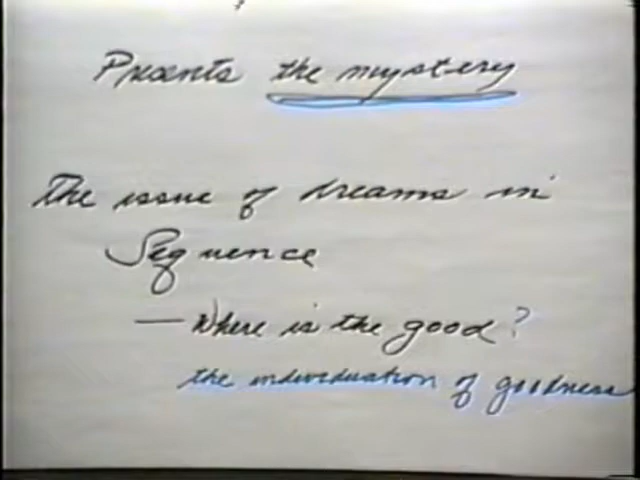 Presents the mystery
The issue of dreams in
Sequence
— Where is the good?
the individuation of goodness